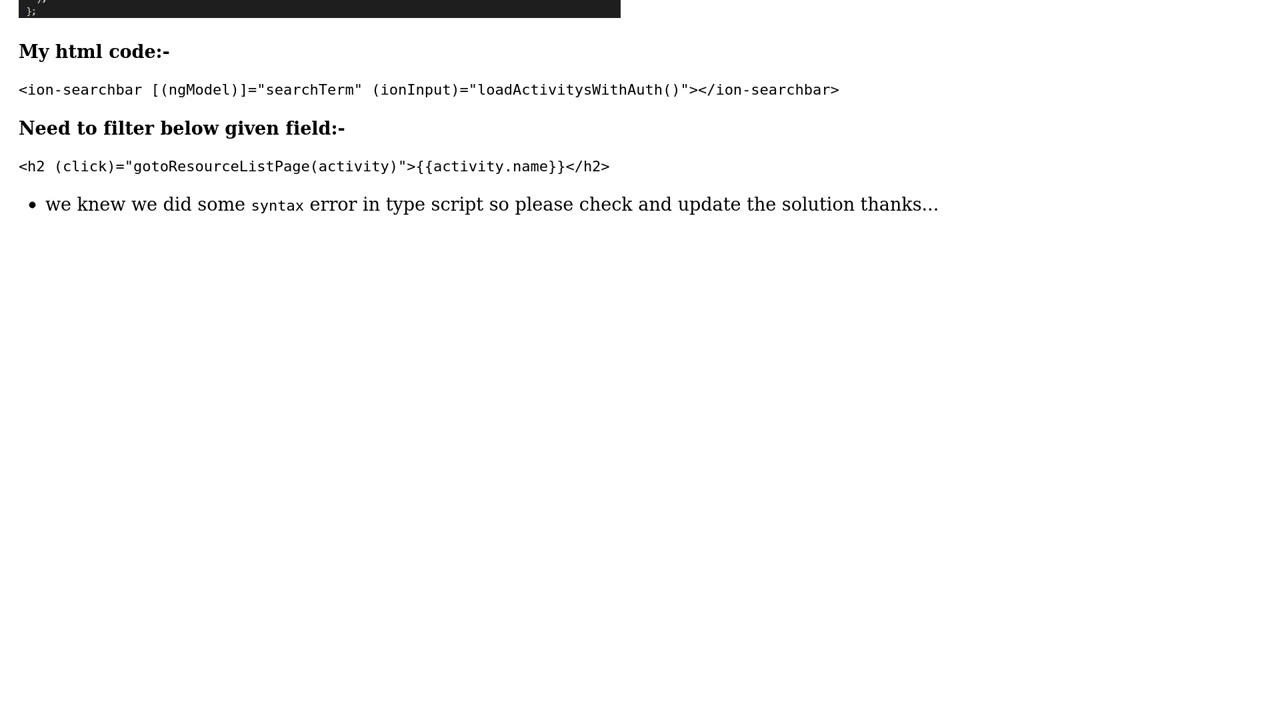 };
My html code:-
<ion-searchbar [(ngModel)]="searchTerm" (ionInput)="loadActivitysWithAuth()"></ion-searchbar>
Need to filter below given field:-
<h2 (click)="gotoResourceListPage(activity)">{{activity.name}}</h2>
• we knew we did some syntax error in type script so please check and update the solution thanks...